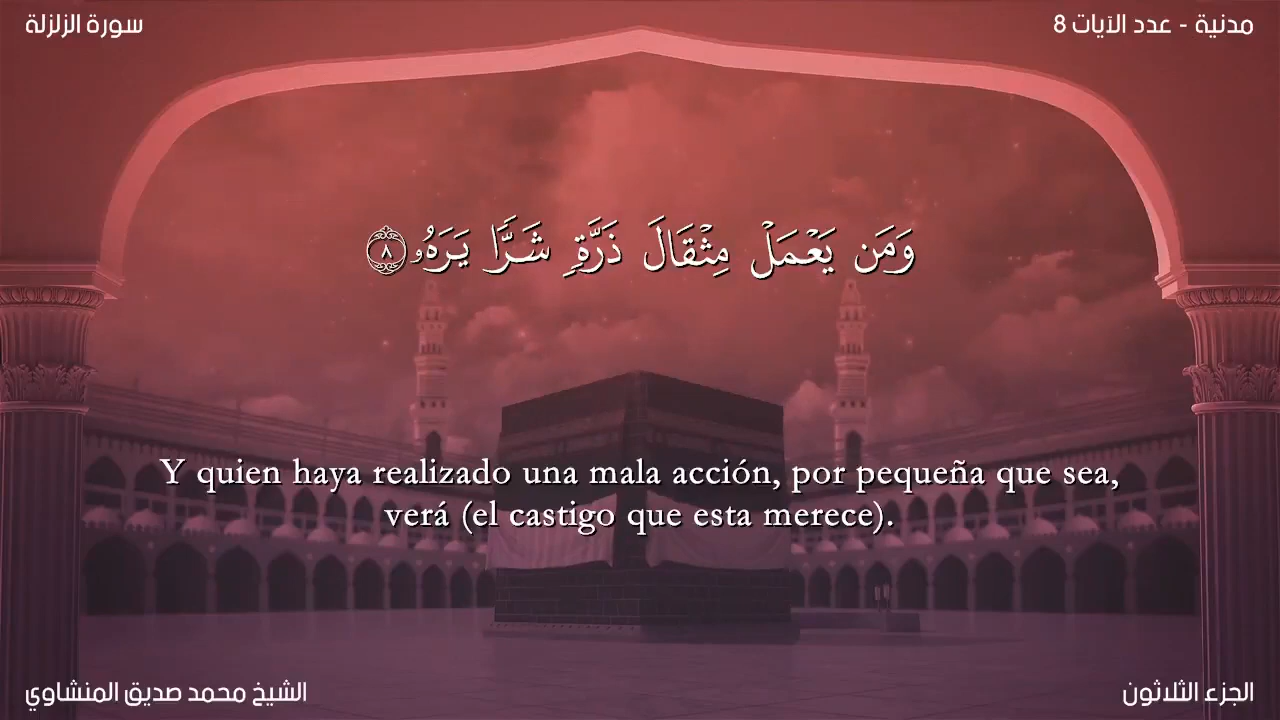 سورة الزلزلة
مدنية - عدد الآيات 8
وَمَن يَعْمَلْ مِثْقَالَ ذَرَّةٍ شَرًّا يَرَهُۥ ٨
Y quien haya realizado una mala acción, por pequeña que sea,
verá (el castigo que esta merece).
الشيخ محمد صديق المنشاوي
الجزء الثلاثون